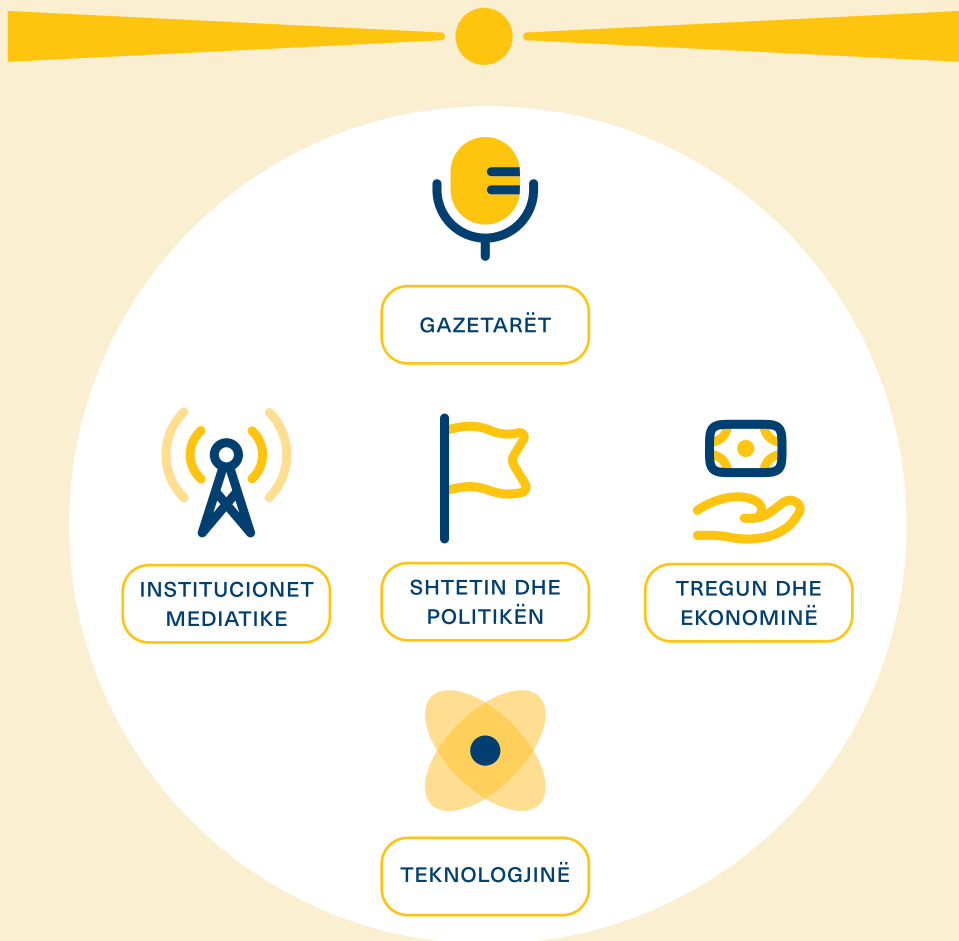 GAZETARËT
INSTITUCIONET
MEDIATIKE
SHTETIN DHE
POLITIKËN
TREGUN DHE
EKONOMINË
TEKNOLOGJINË